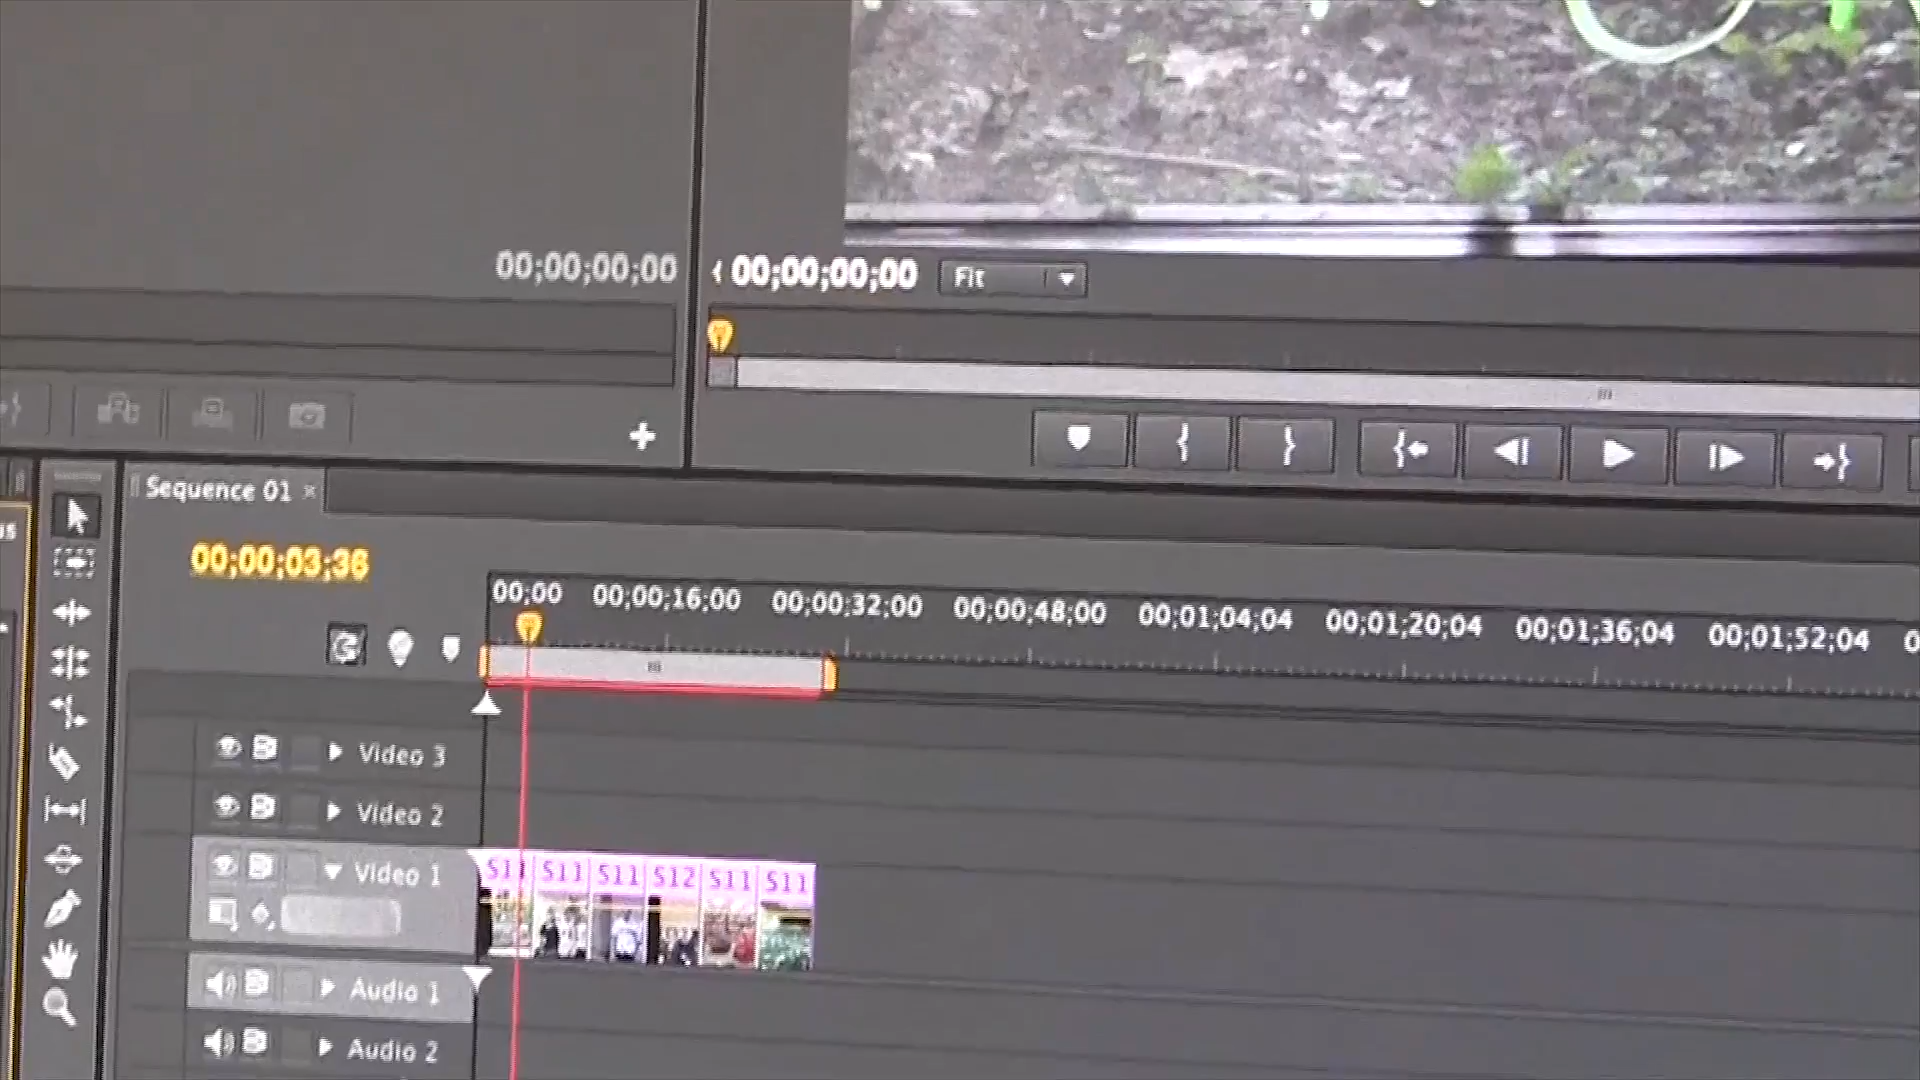 00;00;00;00
00;00;00;00 Fit
Sequence 01
00;00;03;36
00;00 00;00;16;00 00;00;32;00 00;00;48;00 00;01;04;04 00;01;20;04 00;01;36;04 00;01;52;04
Video 3
Video 2
Video 1
S11 S11 S11 S12 S11 S11
Audio 1
Audio 2